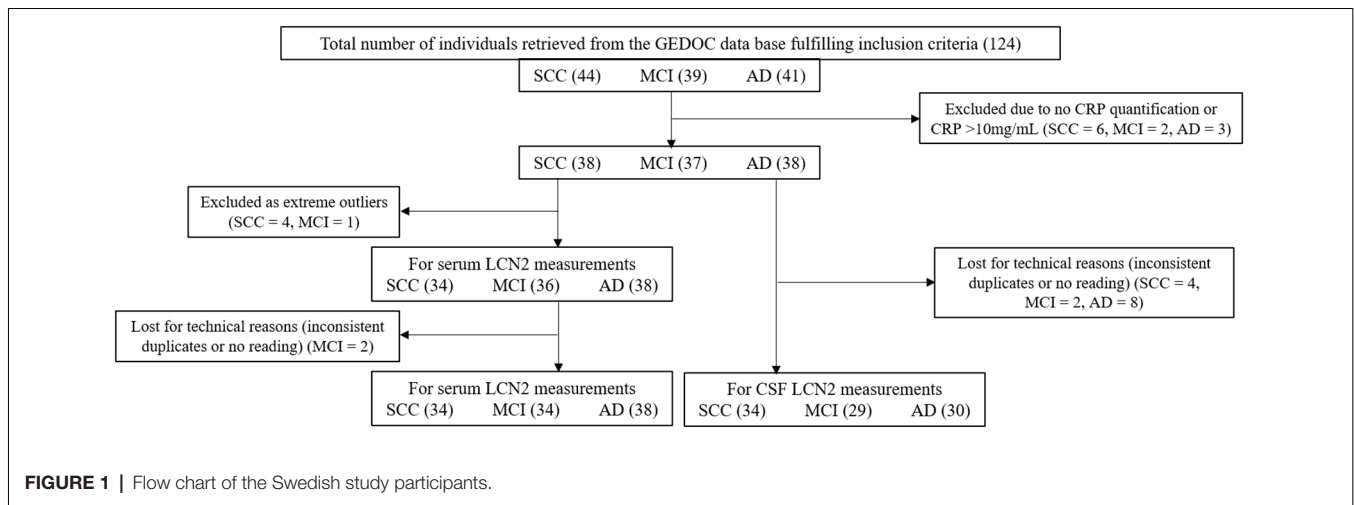 Total number of individuals retrieved from the GEDOC data base fulfilling inclusion criteria (124)
SCC (44) MCI (39) AD (41)
Excluded due to no CRP quantification or
CRP >10mg/mL (SCC = 6, MCI = 2, AD = 3)
SCC (38) MCI (37) AD (38)
Excluded as extreme outliers
(SCC = 4, MCI = 1)
For serum LCN2 measurements
SCC (34) MCI (36) AD (38)
Lost for technical reasons (inconsistent
duplicates or no reading) (SCC = 4,
MCI = 2, AD = 8)
Lost for technical reasons (inconsistent
duplicates or no reading) (MCI = 2)
For serum LCN2 measurements
SCC (34) MCI (34) AD (38)
For CSF LCN2 measurements
SCC (34) MCI (29) AD (30)
FIGURE 1 | Flow chart of the Swedish study participants.